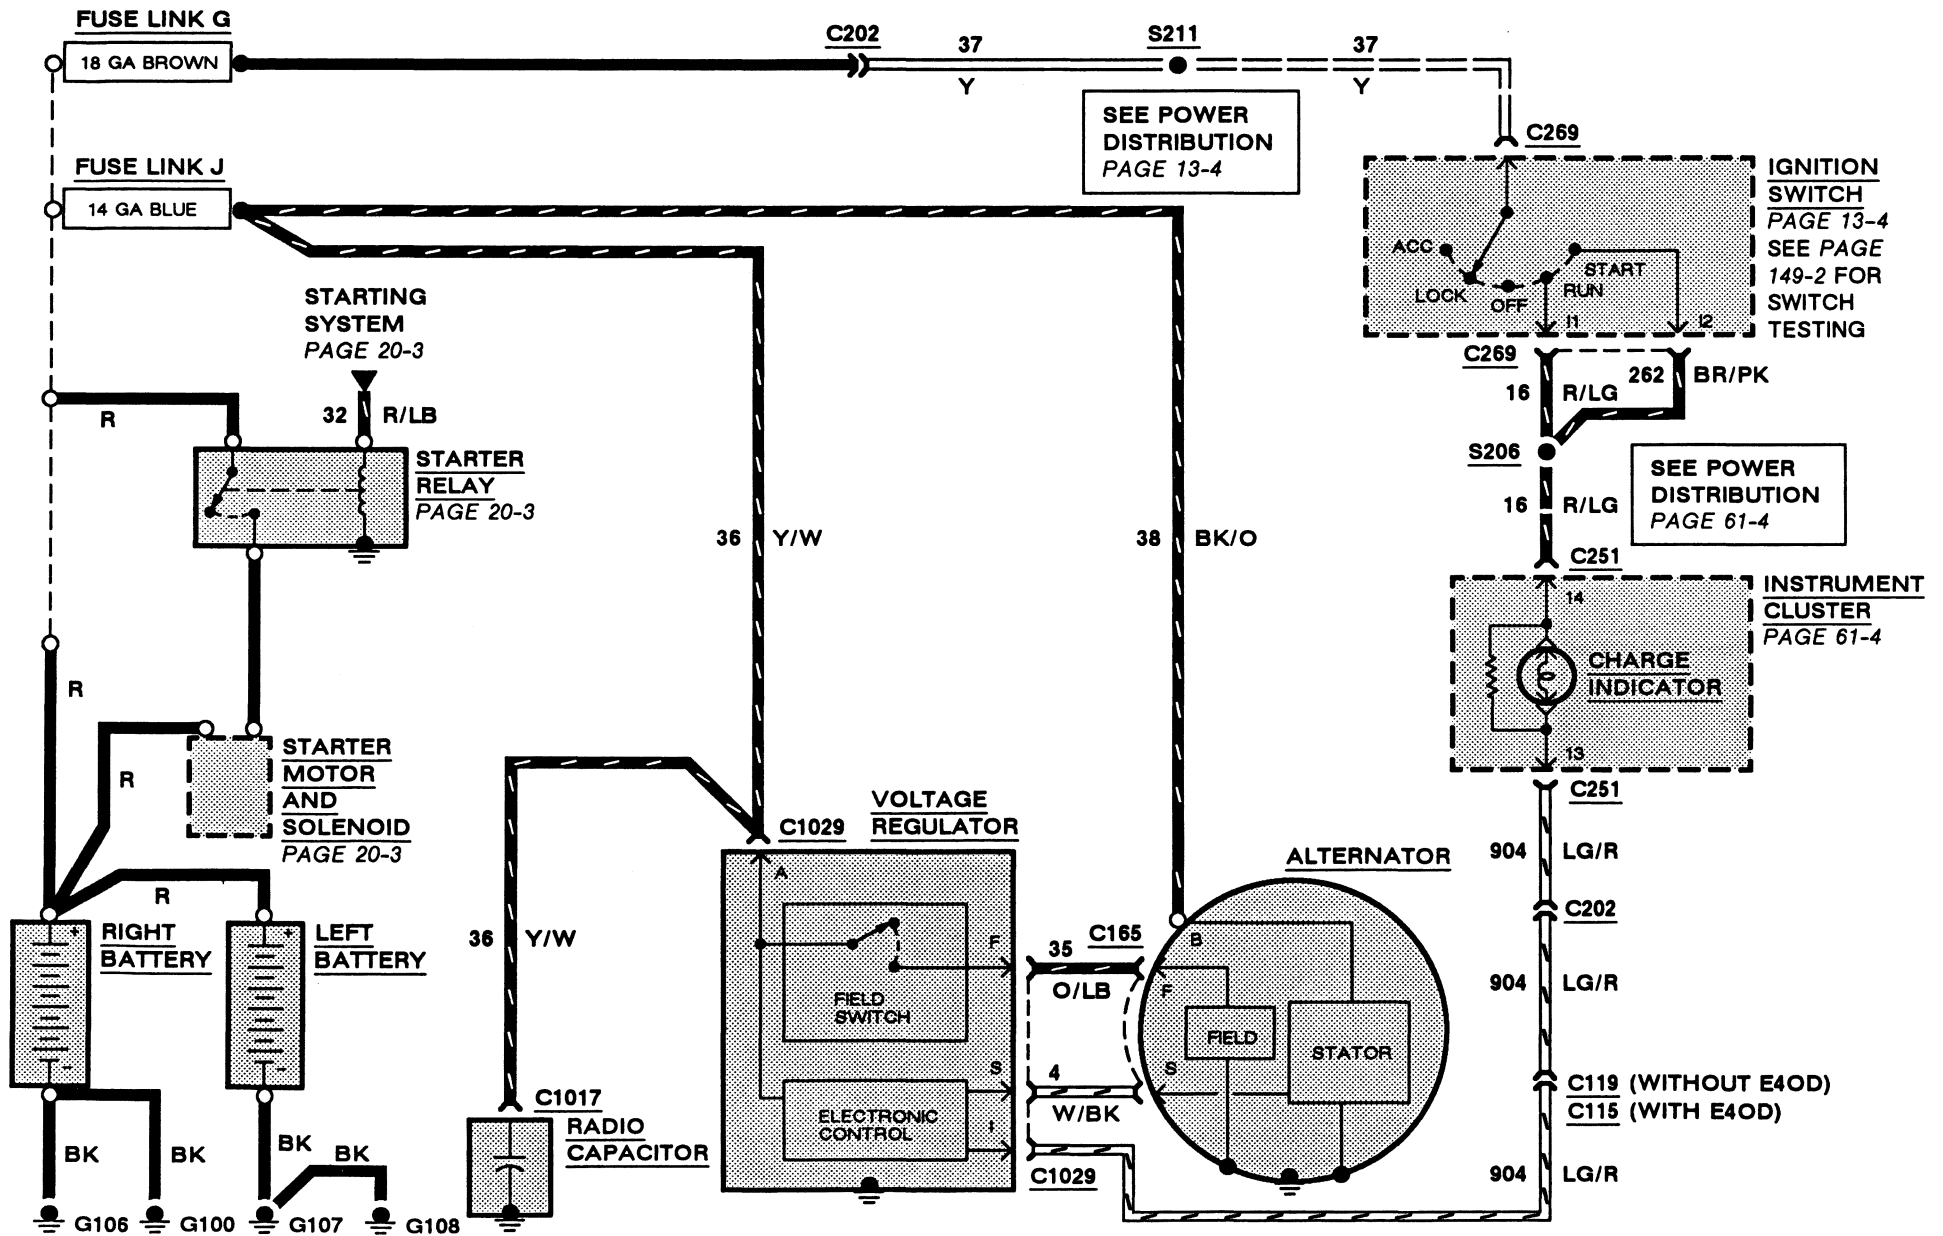 FUSE LINK G
18 GA BROWN
C202
37
Y
S211
37
Y
SEE POWER
DISTRIBUTION
PAGE 13-4
C269
IGNITION
SWITCH
PAGE 13-4
SEE PAGE
149-2 FOR
SWITCH
TESTING
ACC
LOCK
OFF
RUN
START
I1
I2
FUSE LINK J
14 GA BLUE
STARTING
SYSTEM
PAGE 20-3
R
32
R/LB
STARTER
RELAY
PAGE 20-3
36
Y/W
38
BK/O
C269
16
R/LG
262
BR/PK
S206
16
R/LG
SEE POWER
DISTRIBUTION
PAGE 61-4
C251
14
INSTRUMENT
CLUSTER
PAGE 61-4
CHARGE
INDICATOR
13
C251
R
R
STARTER
MOTOR
AND
SOLENOID
PAGE 20-3
R
RIGHT
BATTERY
+
-
LEFT
BATTERY
+
-
BK
BK
BK
BK
G106
G100
G107
G108
36
Y/W
C1017
RADIO
CAPACITOR
C1029
VOLTAGE
REGULATOR
A
F
FIELD
SWITCH
S
ELECTRONIC
CONTROL
I
35
O/LB
C165
4
W/BK
C1029
ALTERNATOR
B
F
FIELD
STATOR
S
904
LG/R
C202
904
LG/R
C119 (WITHOUT E4OD)
C115 (WITH E4OD)
904
LG/R